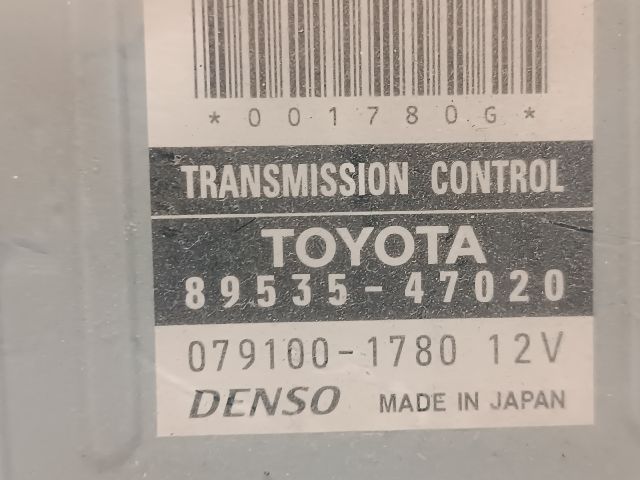 *001780G*
TRANSMISSION CONTROL
TOYOTA
89535-47020
079100-1780 12V
DENSO MADE IN JAPAN